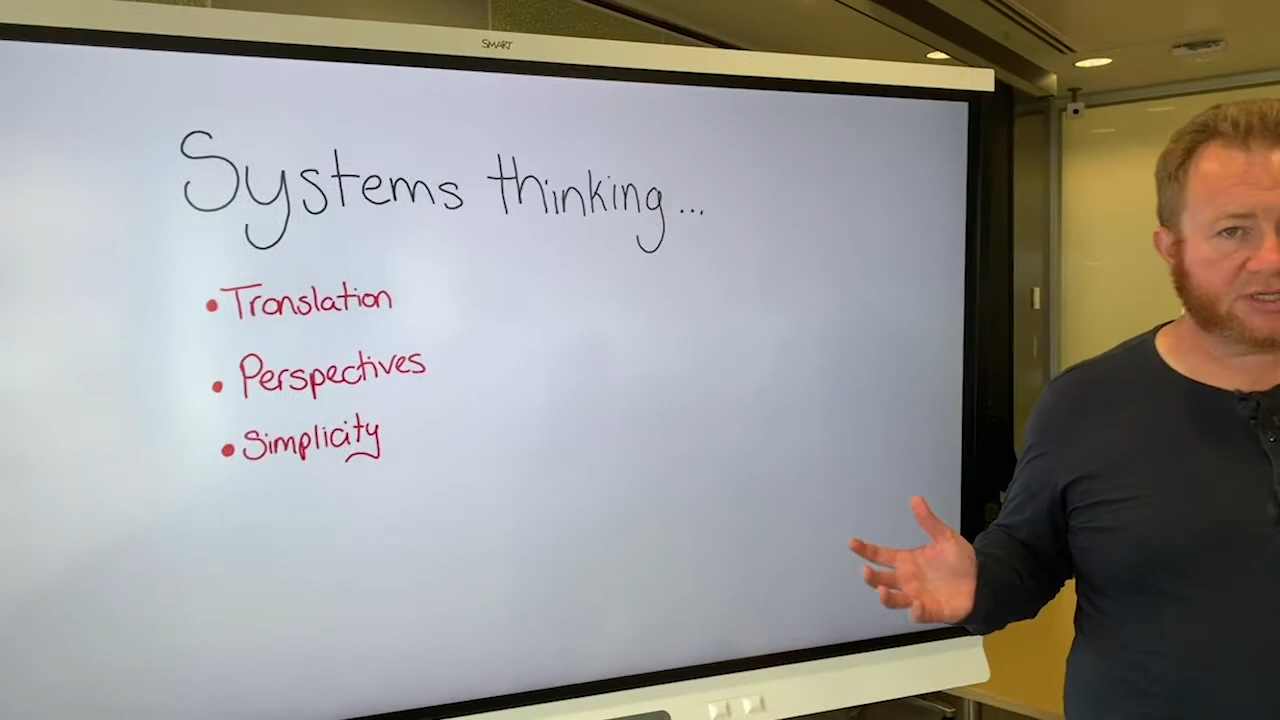 SMART
Systems thinking...
• Translation
• Perspectives
• Simplicity